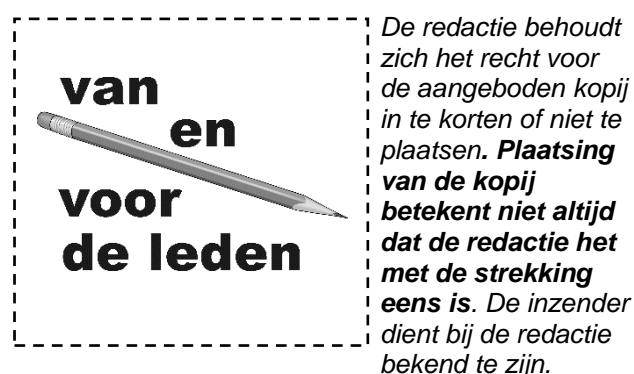 van
en
voor
de leden
De redactie behoudt
zich het recht voor
de aangeboden kopij
in te korten of niet te
plaatsen. Plaatsing
van de kopij
betekent niet altijd
dat de redactie het
met de strekking
eens is. De inzender
dient bij de redactie
bekend te zijn.